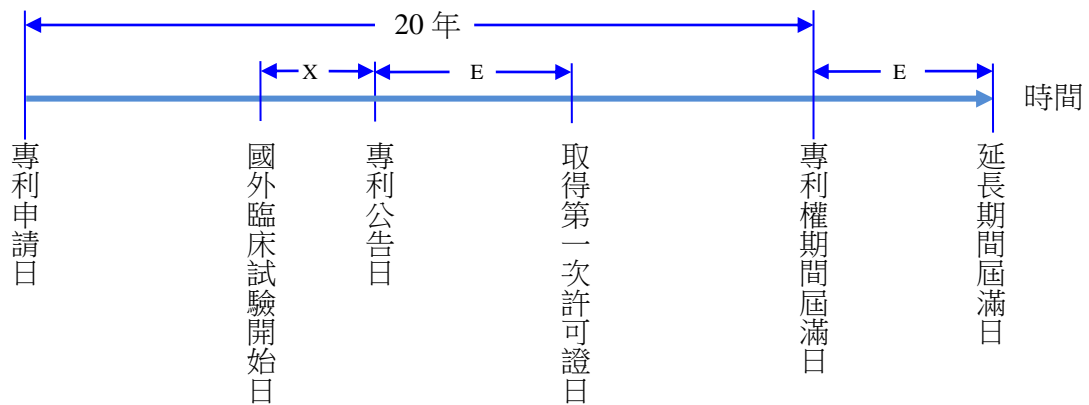 20 年
X
E
E
時間
專利申請日
國外臨床試驗開始日
專利公告日
取得第一次許可證日
專利權期間屆滿日
延長期間屆滿日